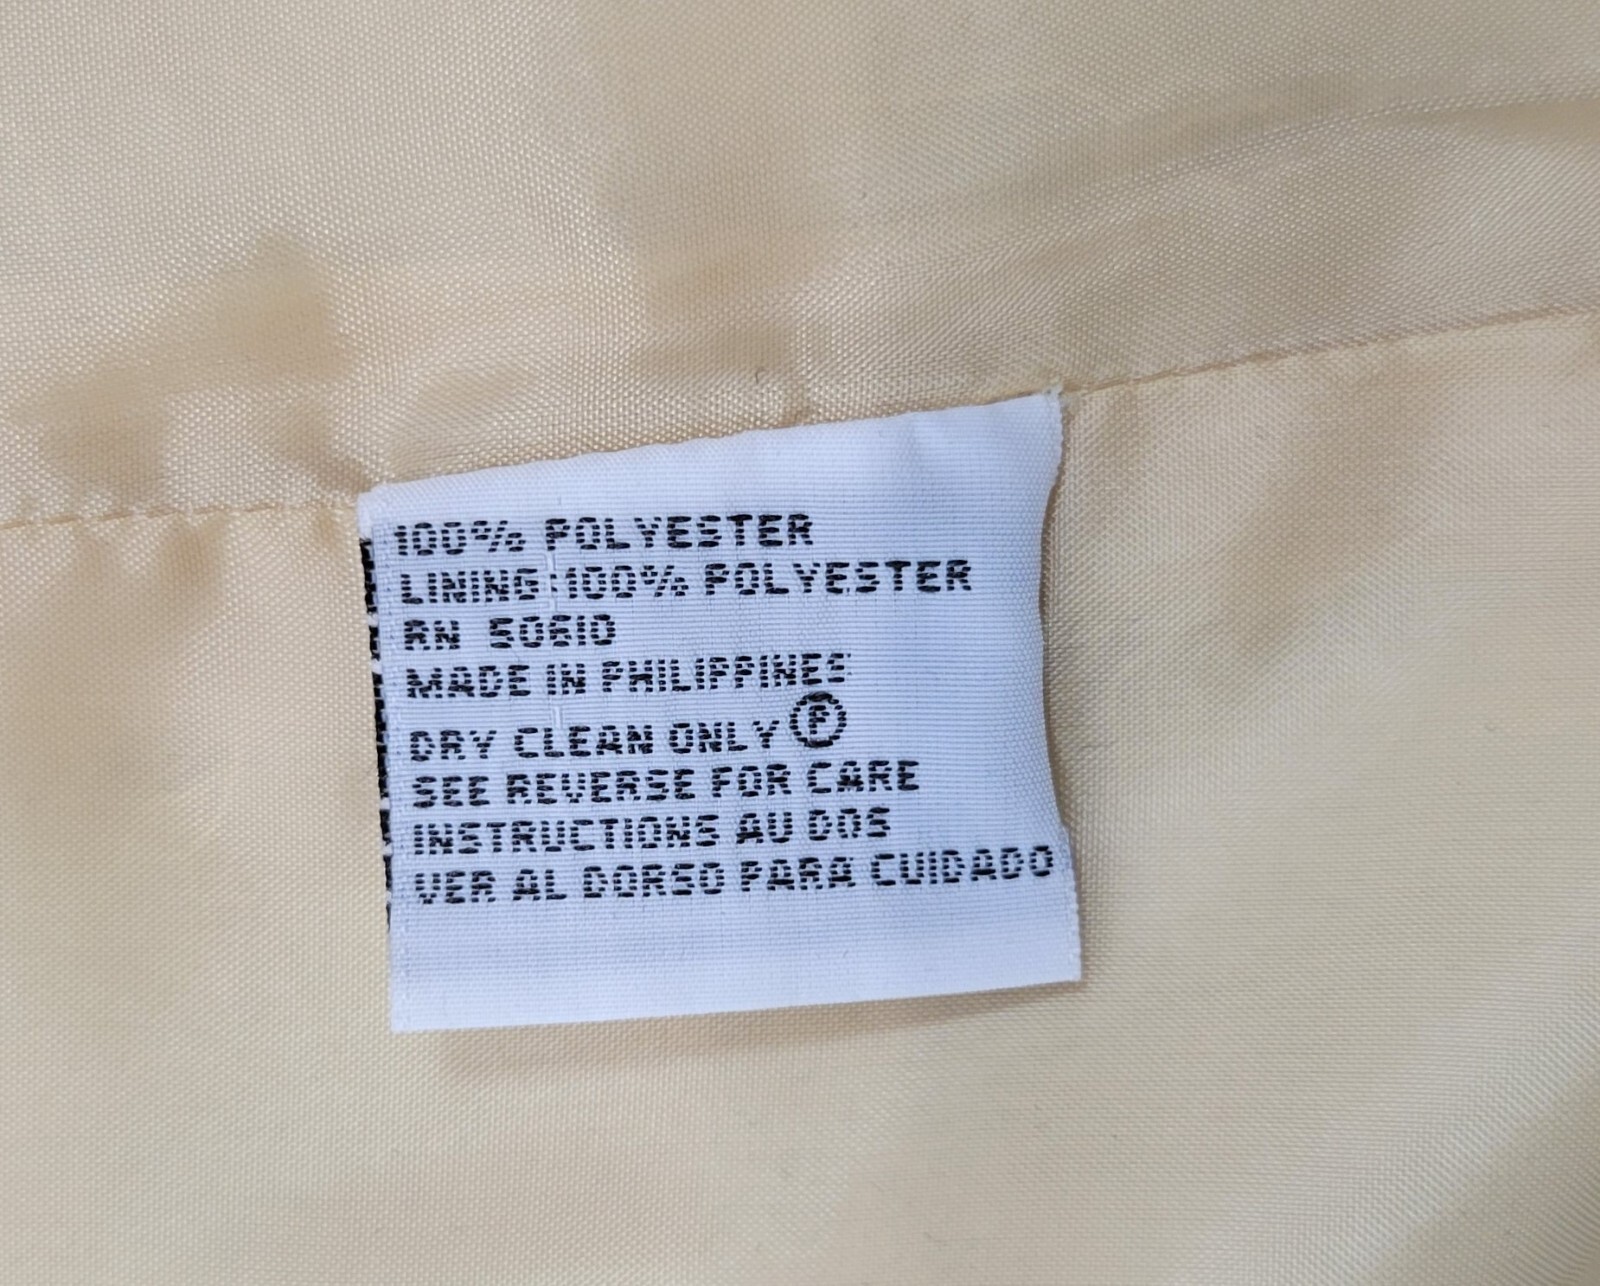 100% POLYESTER
LINING:100% POLYESTER
RN 50610
MADE IN PHILIPPINES
DRY CLEAN ONLY Ⓟ
SEE REVERSE FOR CARE
INSTRUCTIONS AU DOS
VER AL DORSO PARA CUIDADO